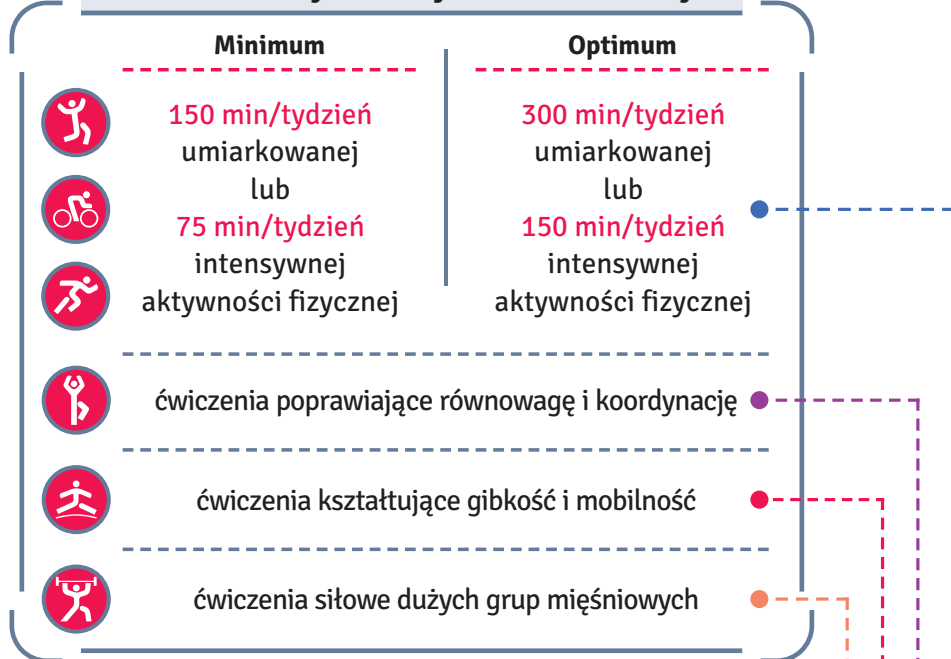 Minimum
150 min/tydzień
umiarkowanej
lub
75 min/tydzień
intensywnej
aktywności fizycznej
Optimum
300 min/tydzień
umiarkowanej
lub
150 min/tydzień
intensywnej
aktywności fizycznej
ćwiczenia poprawiające równowagę i koordynację
ćwiczenia kształtujące gibkość i mobilność
ćwiczenia siłowe dużych grup mięśniowych